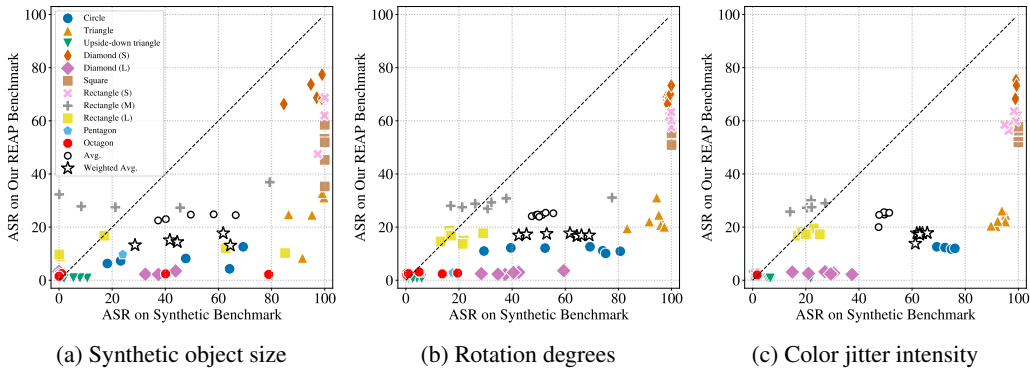 100
80
60
40
20
0
ASR on Our REAP Benchmark
Circle
Triangle
Upside-down triangle
Diamond (S)
Diamond (L)
Square
Rectangle (S)
Rectangle (M)
Rectangle (L)
Pentagon
Octagon
Avg.
Weighted Avg.
0 20 40 60 80 100
ASR on Synthetic Benchmark
(a) Synthetic object size
100
80
60
40
20
0
ASR on Our REAP Benchmark
0 20 40 60 80 100
ASR on Synthetic Benchmark
(b) Rotation degrees
100
80
60
40
20
0
ASR on Our REAP Benchmark
0 20 40 60 80 100
ASR on Synthetic Benchmark
(c) Color jitter intensity